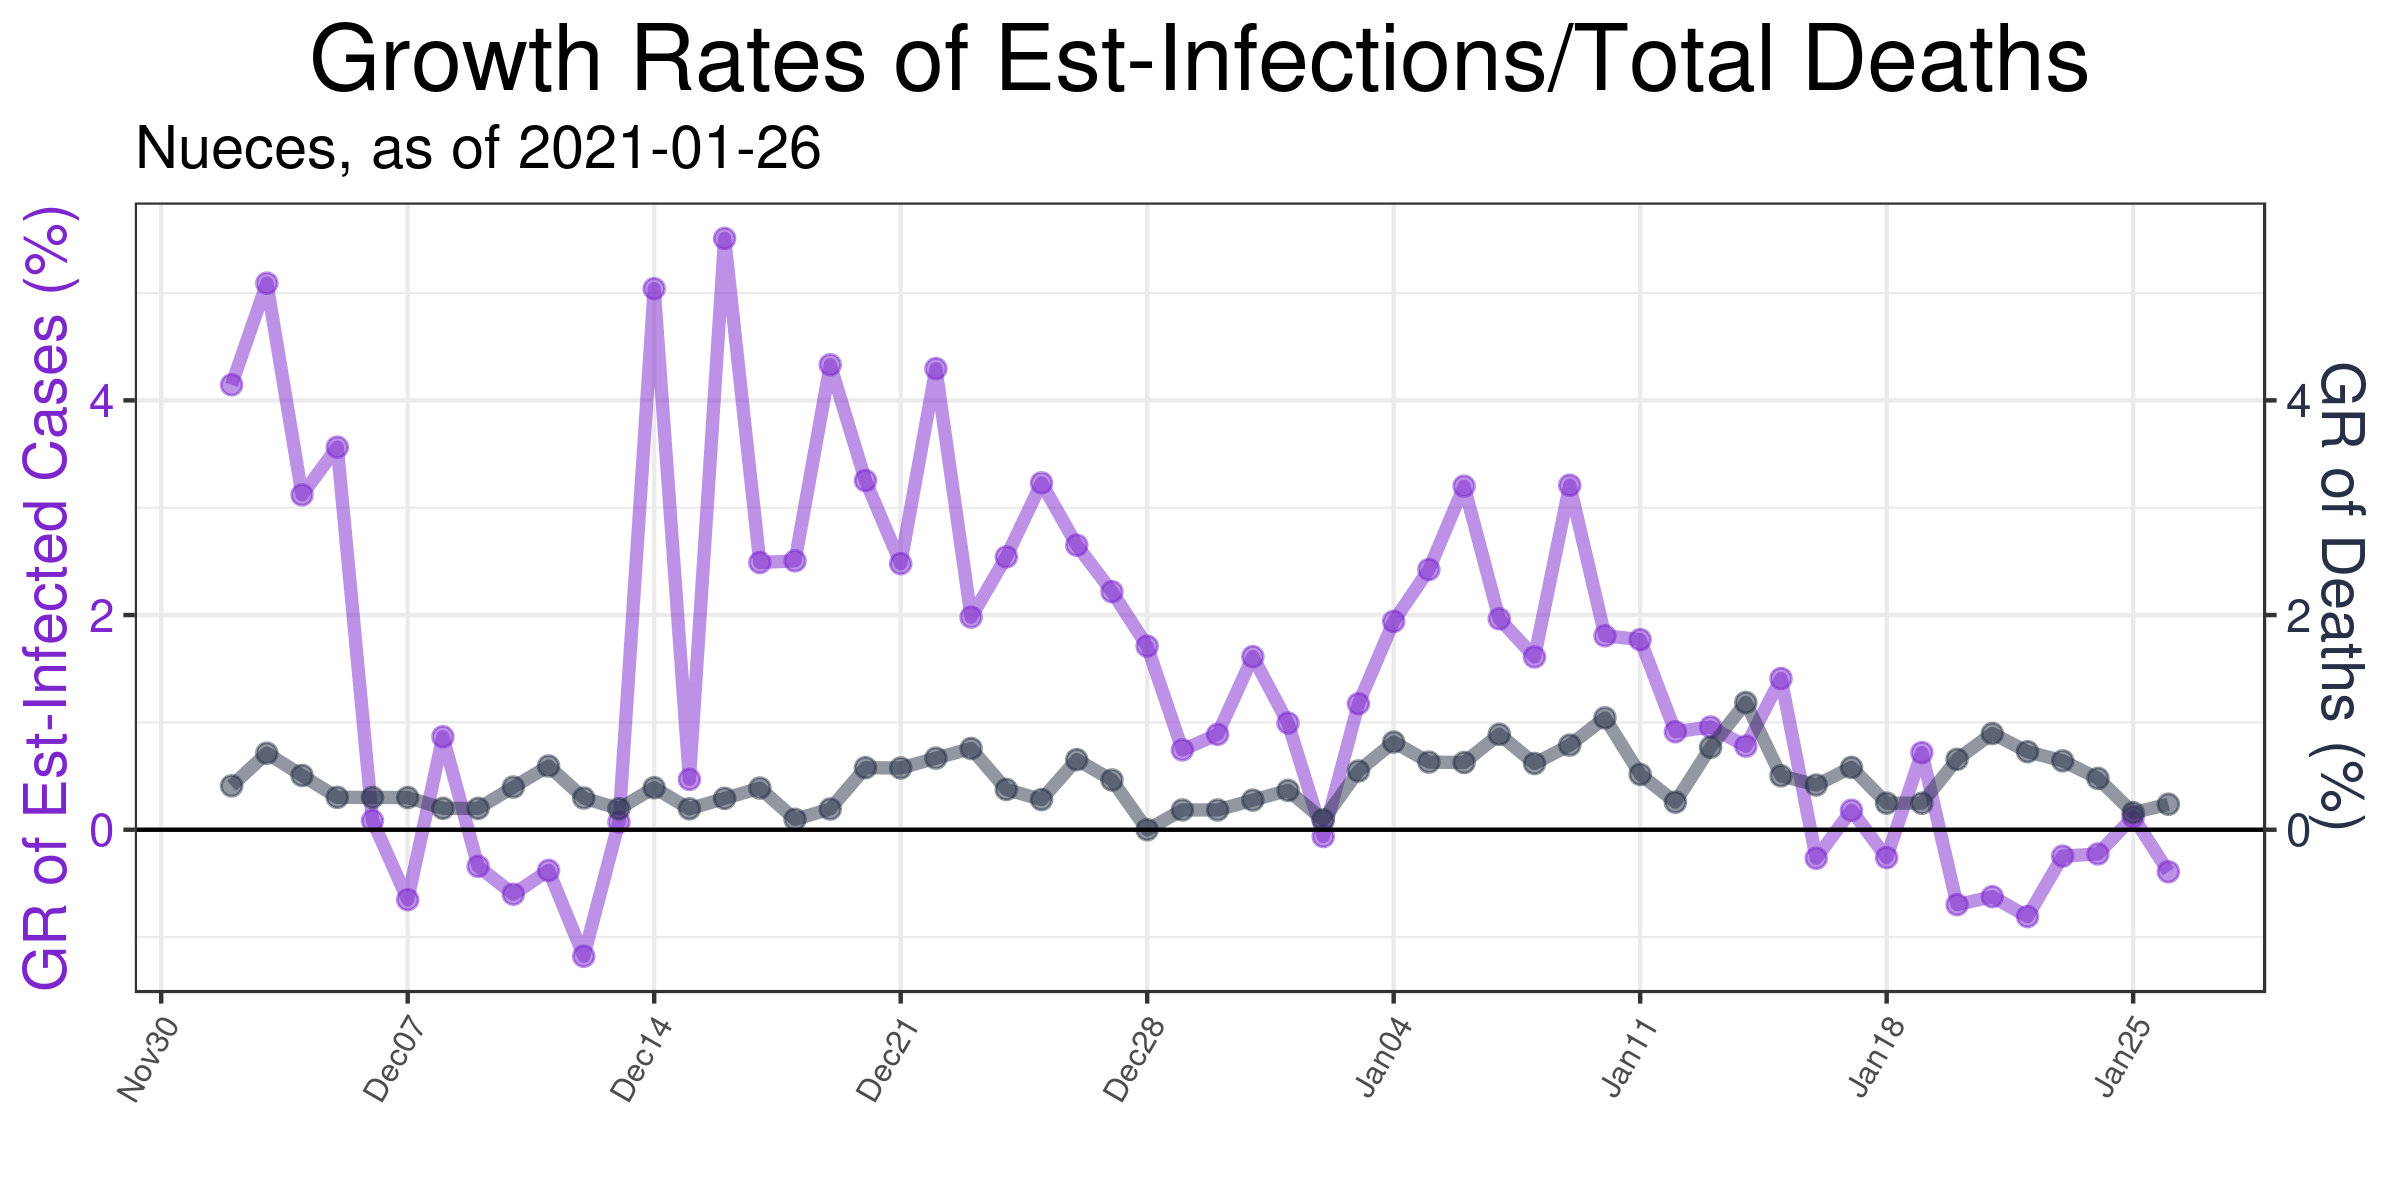 Growth Rates of Est-Infections/Total Deaths
Nueces, as of 2021-01-26
GR of Est-Infected Cases (%)
4
2
0
4
2
0
GR of Deaths (%)
Nov30
Dec07
Dec14
Dec21
Dec28
Jan04
Jan11
Jan18
Jan25